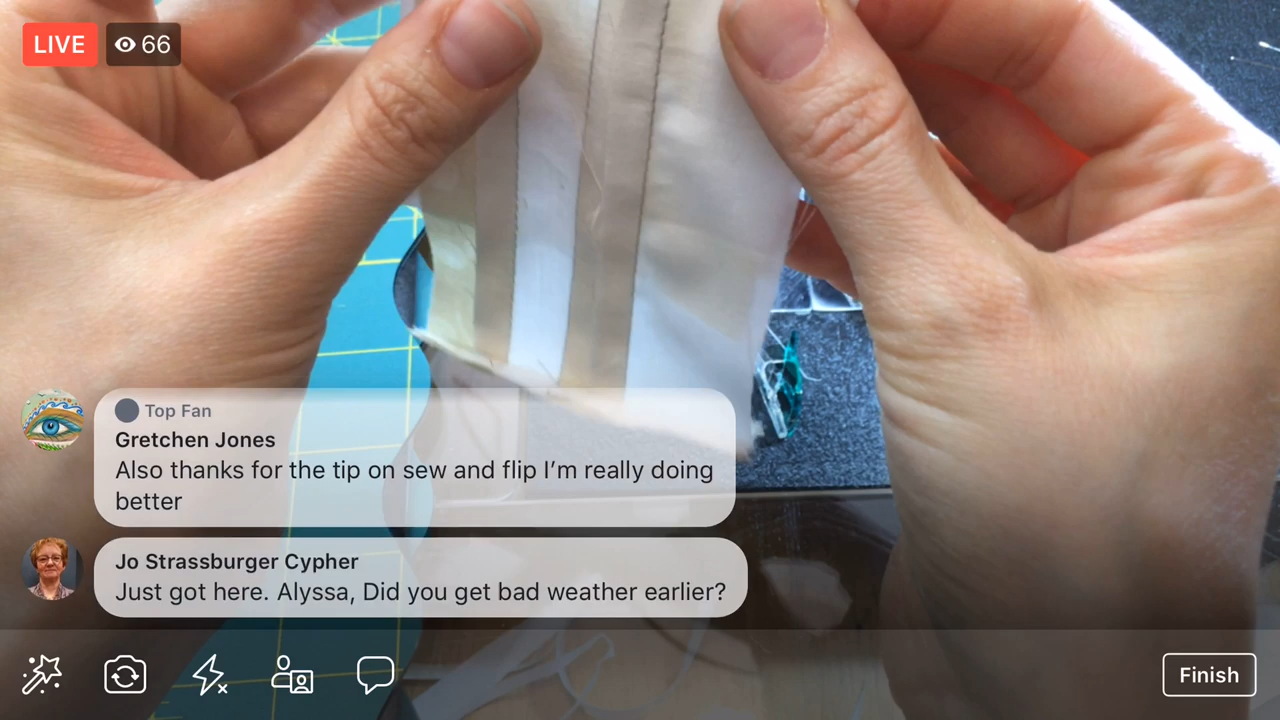 LIVE 66
Top Fan
Gretchen Jones
Also thanks for the tip on sew and flip I’m really doing
better
Jo Strassburger Cypher
Just got here. Alyssa, Did you get bad weather earlier?
Finish